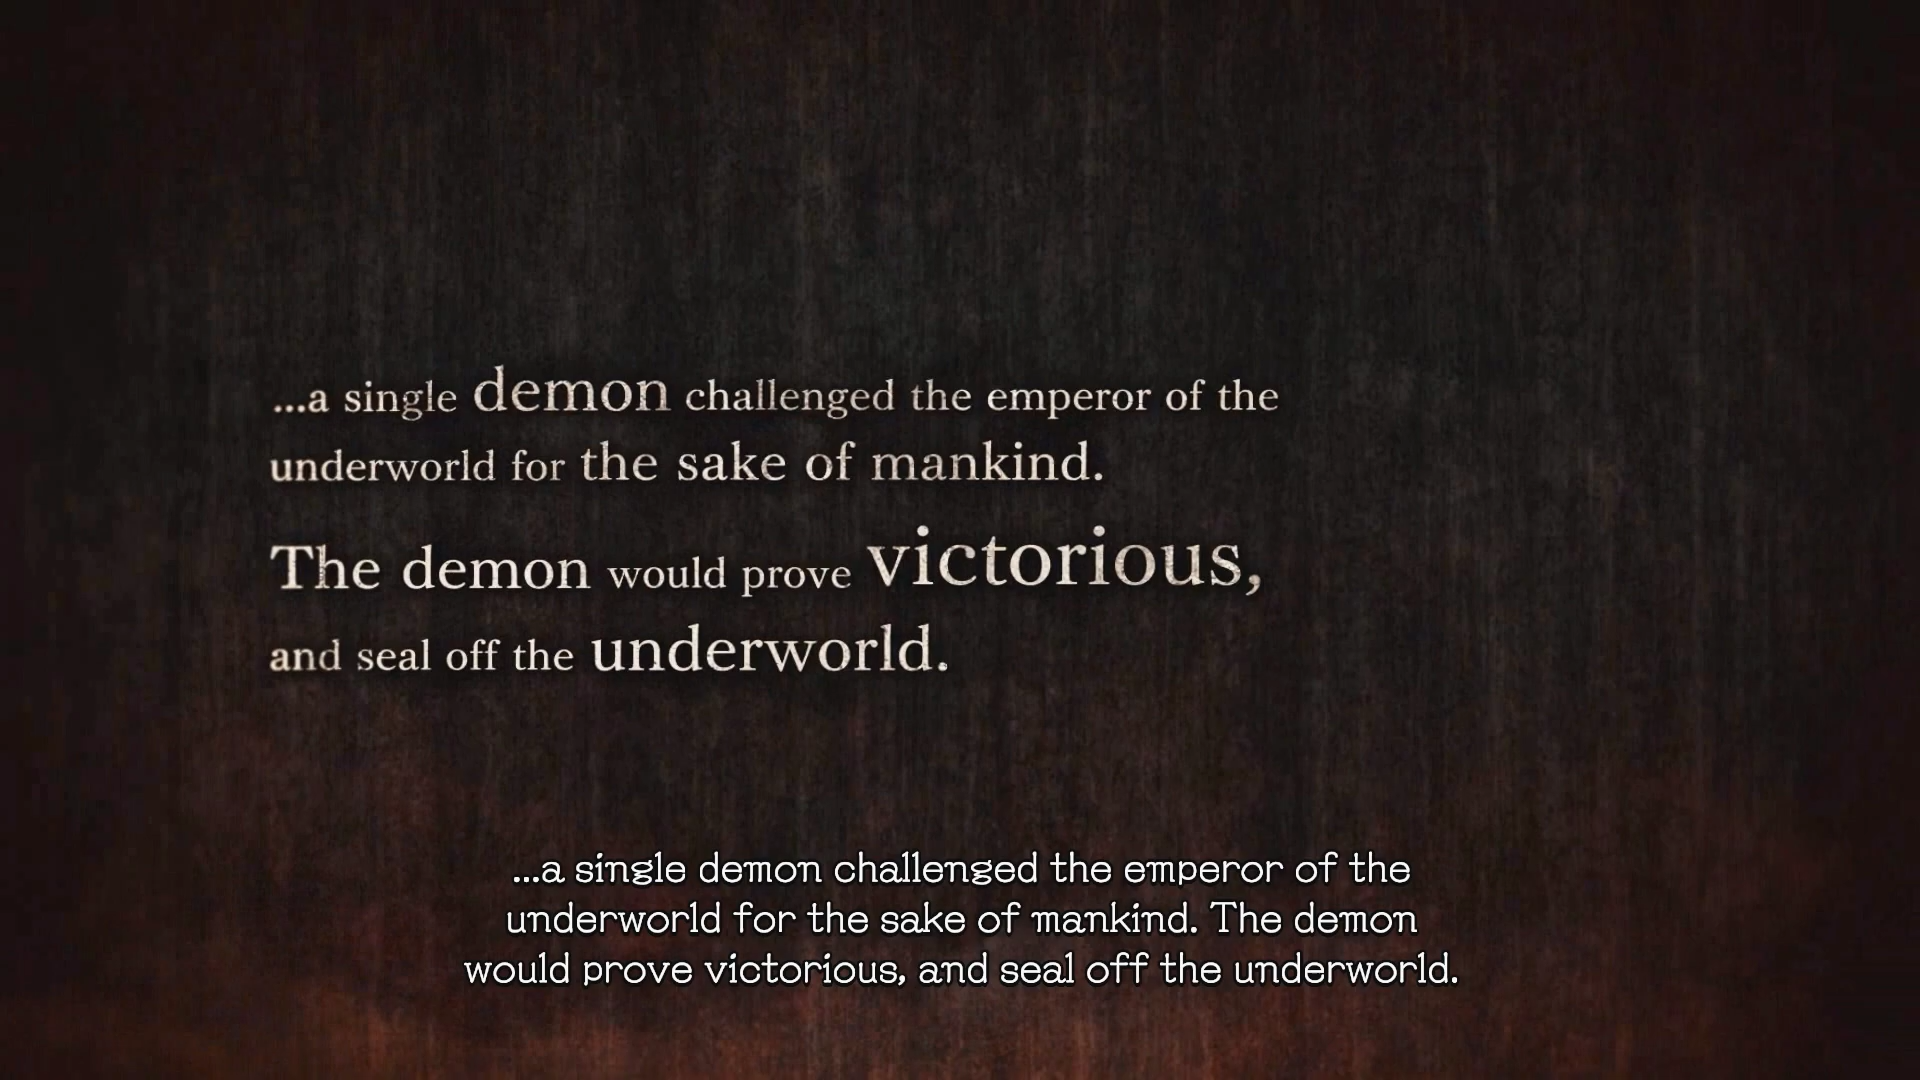 ...a single demon challenged the emperor of the
underworld for the sake of mankind.
The demon would prove victorious,
and seal off the underworld.
...a single demon challenged the emperor of the
underworld for the sake of mankind. The demon
would prove victorious, and seal off the underworld.